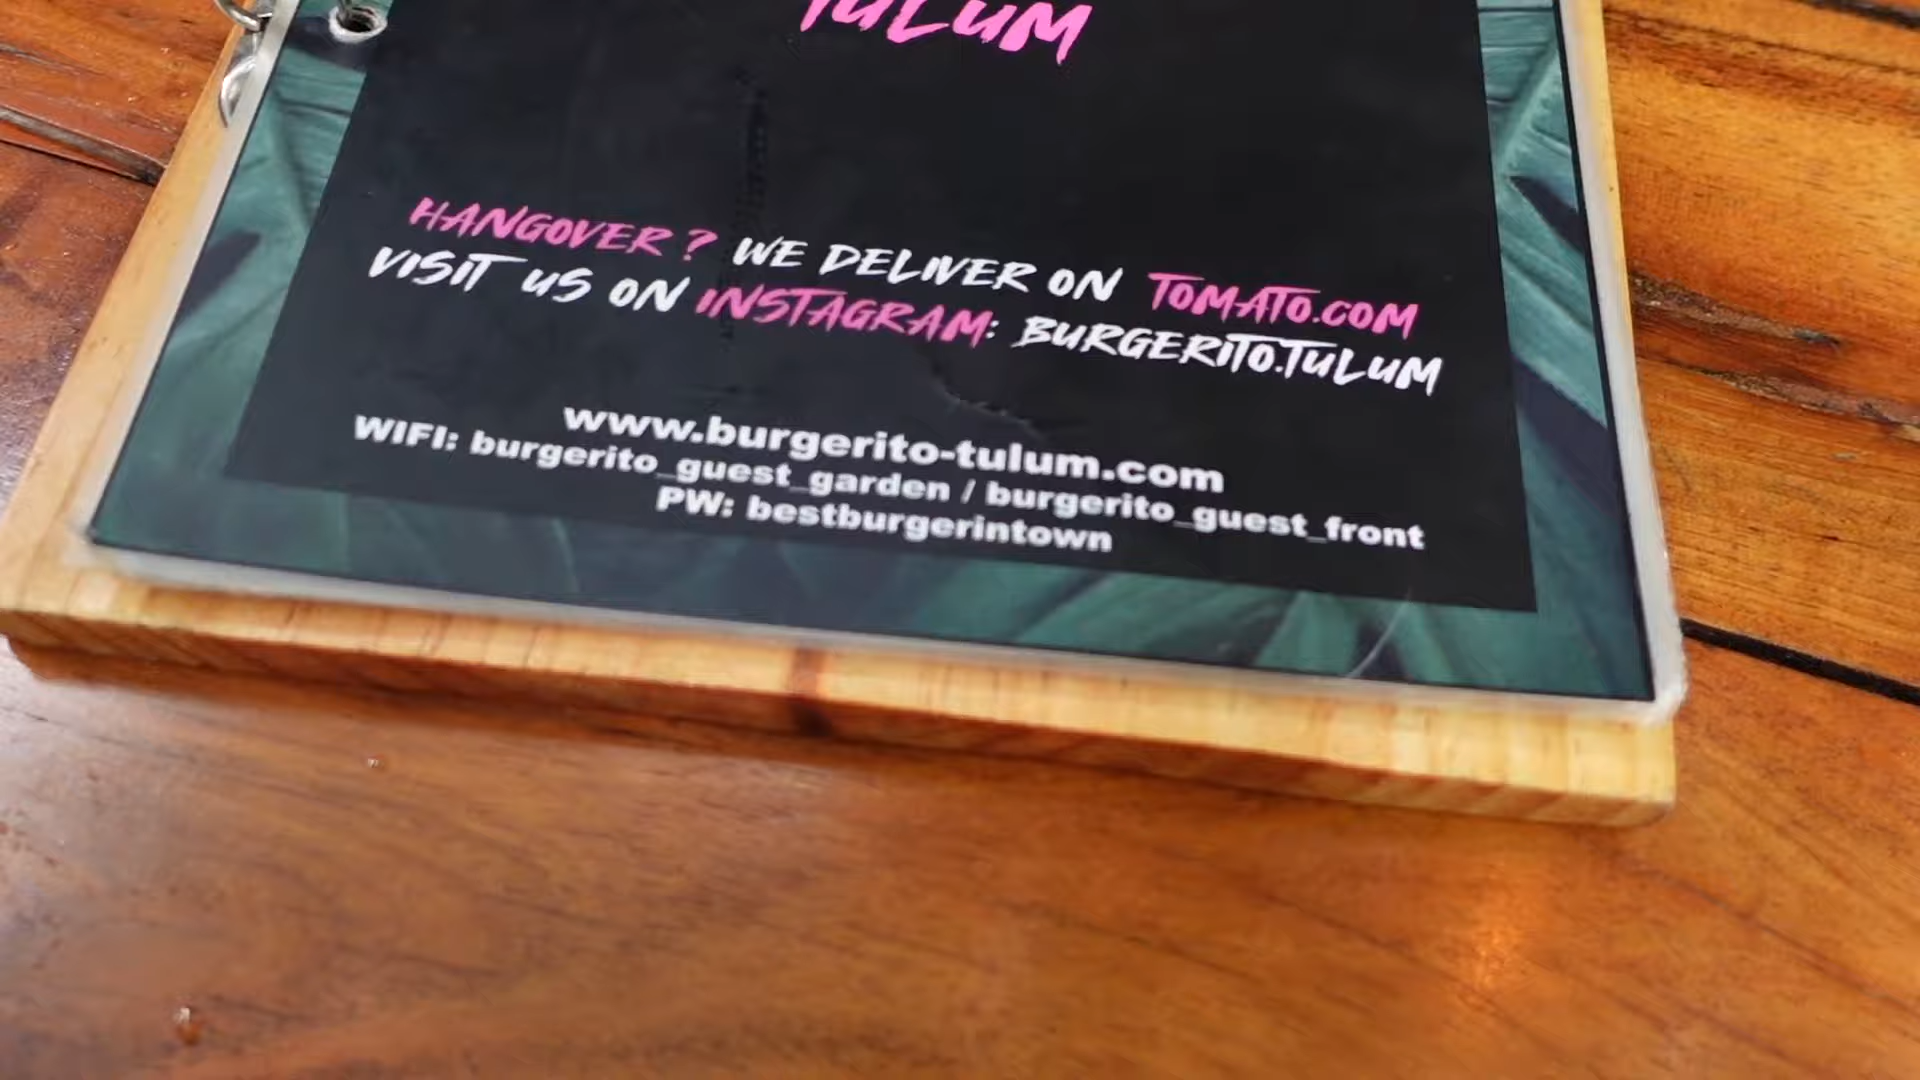 TULUM
HANGOVER ? WE DELIVER ON TOMATO.COM
VISIT US ON INSTAGRAM: BURGERITO.TULUM
www.burgerito-tulum.com
WIFI: burgerito_guest_garden / burgerito_guest_front
PW: bestburgerintown